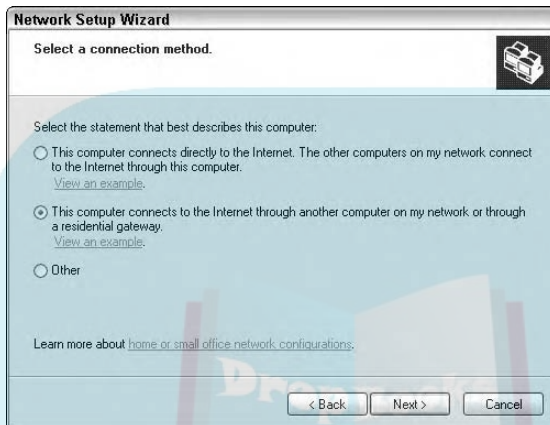 Network Setup Wizard
Select a connection method.
Select the statement that best describes this computer:
This computer connects directly to the Internet. The other computers on my network connect
to the Internet through this computer.
View an example.
This computer connects to the Internet through another computer on my network or through
a residential gateway.
View an example.
Other
Learn more about home or small office network configurations.
< Back
Next >
Cancel